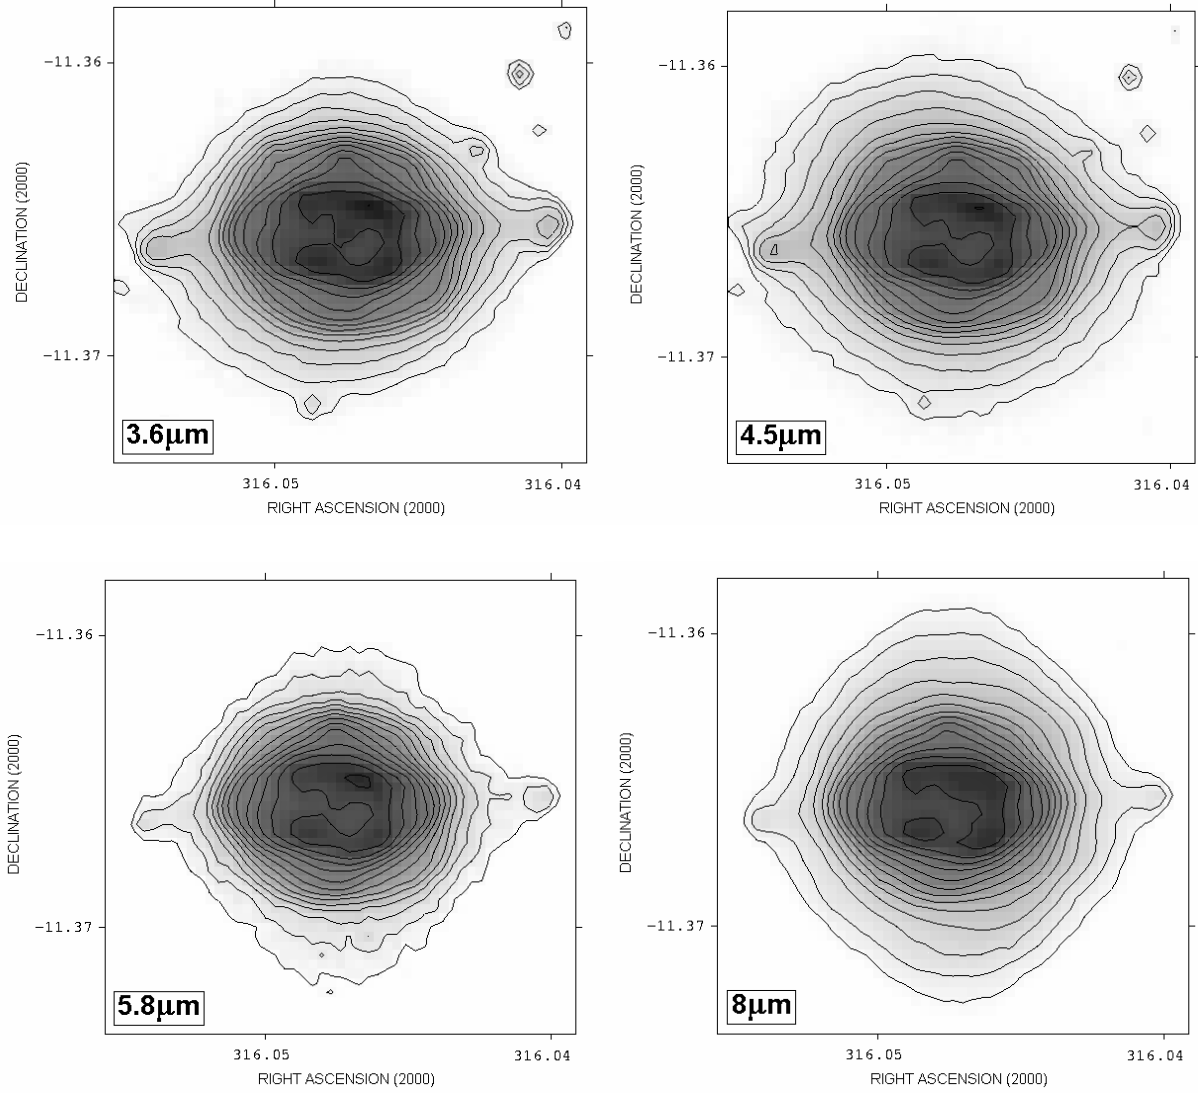 -11.36
-11.37
DECLINATION (2000)
3.6μm
316.05 316.04
RIGHT ASCENSION (2000)
-11.36
-11.37
DECLINATION (2000)
4.5μm
316.05 316.04
RIGHT ASCENSION (2000)
-11.36
-11.37
DECLINATION (2000)
5.8μm
316.05 316.04
RIGHT ASCENSION (2000)
-11.36
-11.37
DECLINATION (2000)
8μm
316.05 316.04
RIGHT ASCENSION (2000)